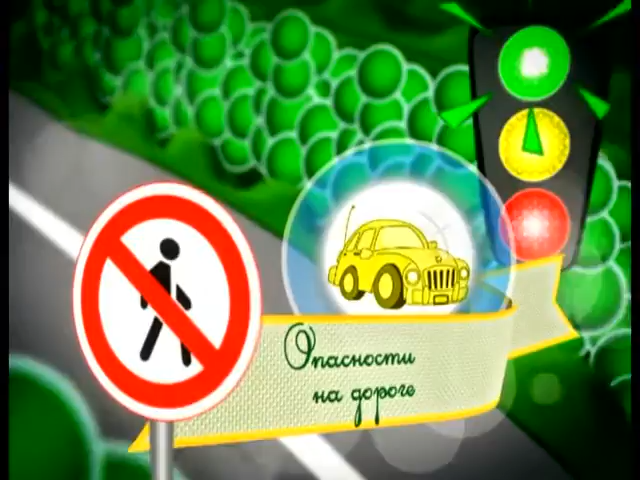 Опасности
на дороге